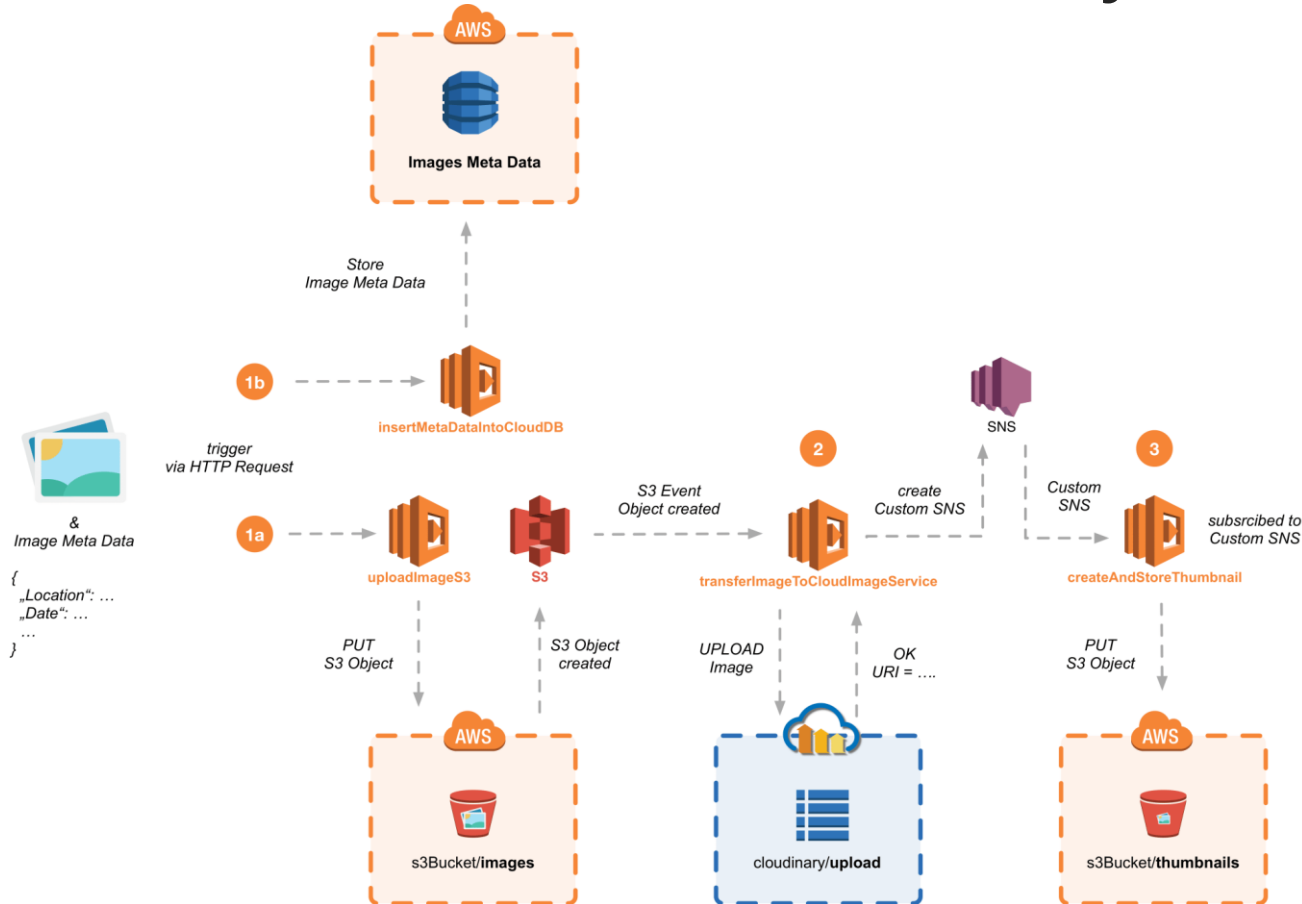 AWS
Images Meta Data
Store
Image Meta Data
1b
insertMetaDataIntoCloudDB
SNS
trigger
via HTTP Request
2
3
&
Image Meta Data
{
„Location“: …
„Date“: …
…
}
1a
uploadImageS3
S3
S3 Event
Object created
transferImageToCloudImageService
create
Custom SNS
Custom
SNS
createAndStoreThumbnail
subsrcibed to
Custom SNS
PUT
S3 Object
S3 Object
created
UPLOAD
Image
OK
URI = ….
PUT
S3 Object
AWS
s3Bucket/images
cloudinary/upload
AWS
s3Bucket/thumbnails